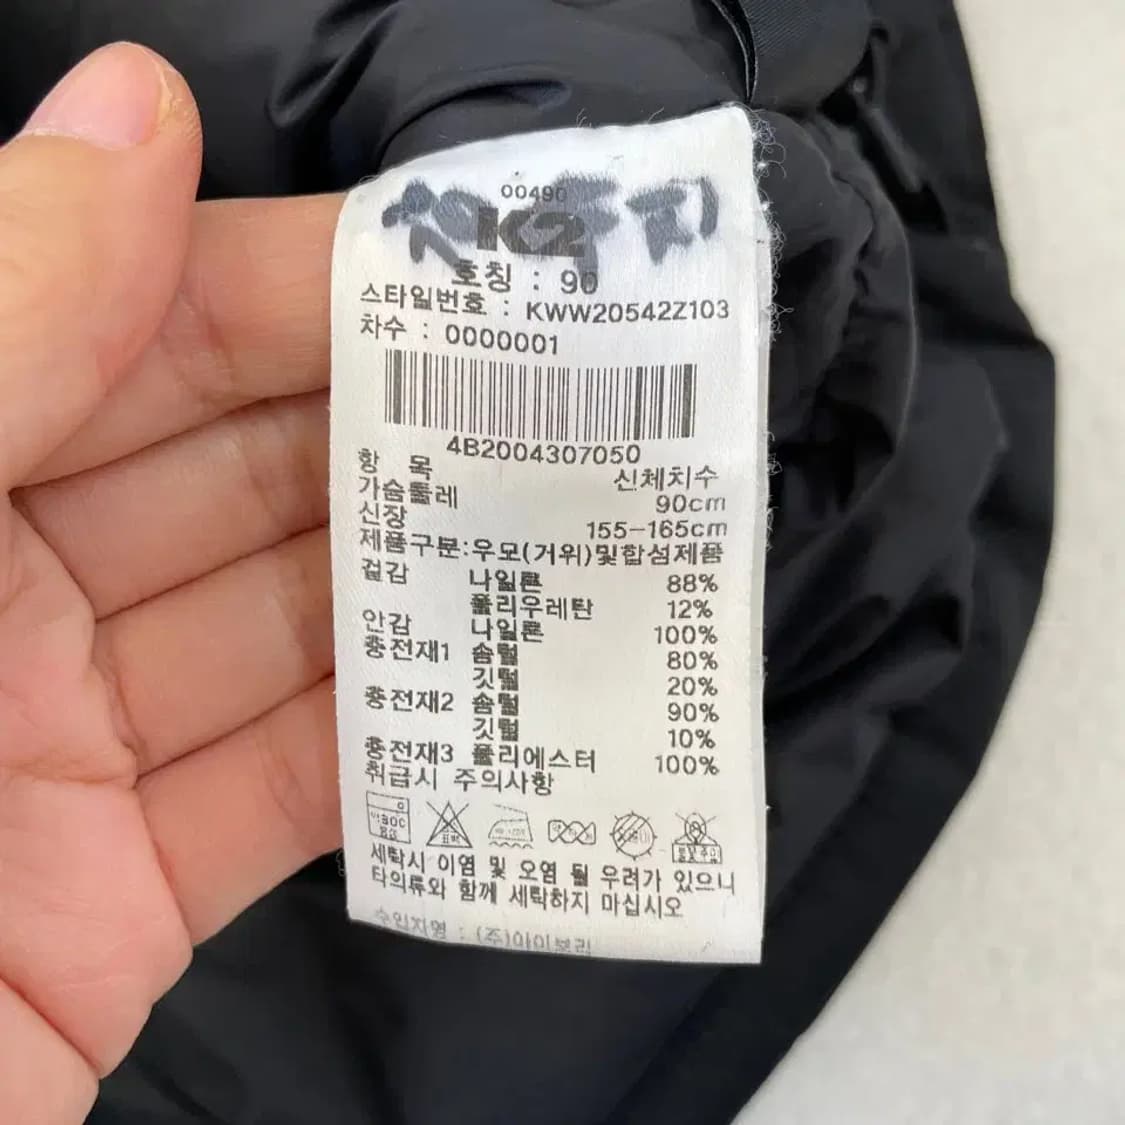 00490
K2
호칭 : 90
스타일번호 : KWW20542Z103
차수 : 0000001
4B2004307050
항 목 신체치수
가슴둘레 90cm
신장 155-165cm
제품구분:우모(거위)및합섬제품
겉감 나일론 88%
폴리우레탄 12%
안감 나일론 100%
충전재1 솜털 80%
깃털 20%
충전재2 솜털 90%
깃털 10%
충전재3 폴리에스터 100%
취급시 주의사항
약30℃
중성
표백
세탁시 이염 및 오염 될 우려가 있으니
타의류와 함께 세탁하지 마십시오
수입자명 : (주)아이보리